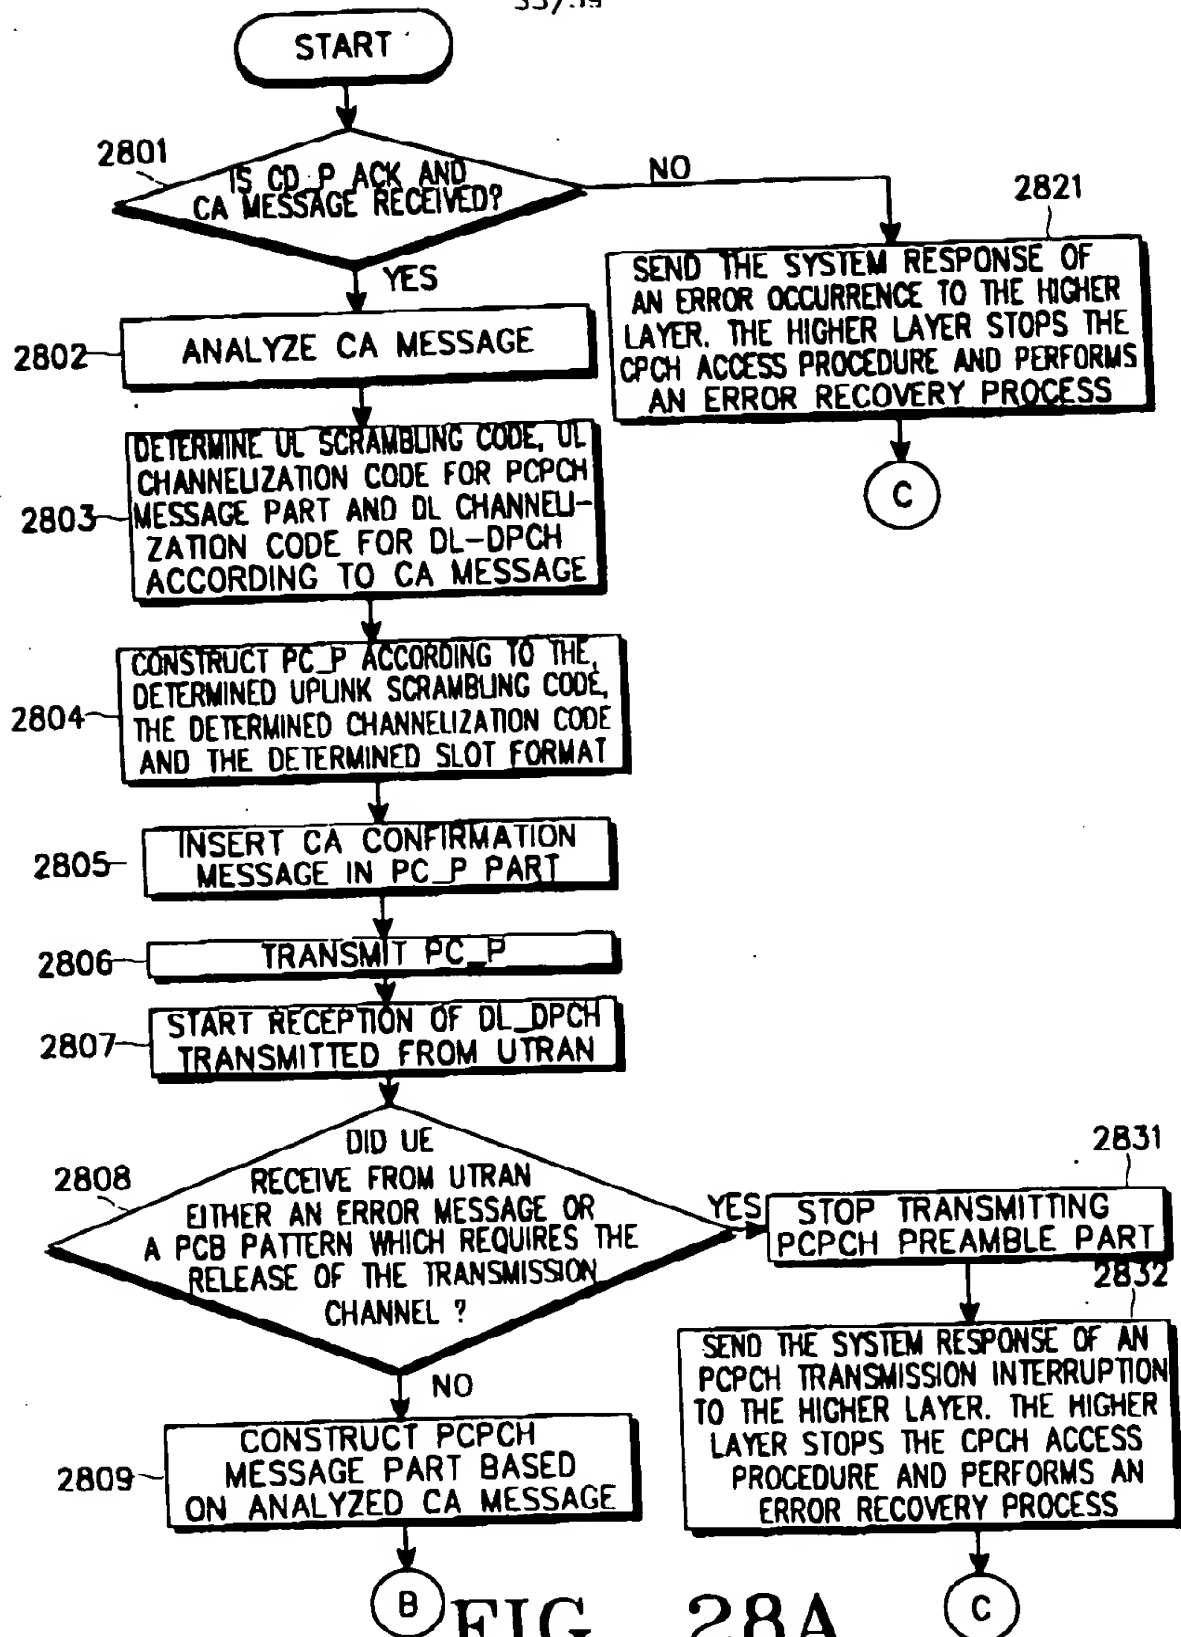 START
2801
IS CD_P ACK AND
CA MESSAGE RECEIVED?
NO
YES
2821
SEND THE SYSTEM RESPONSE OF
AN ERROR OCCURRENCE TO THE HIGHER
LAYER. THE HIGHER LAYER STOPS THE
CPCH ACCESS PROCEDURE AND PERFORMS
AN ERROR RECOVERY PROCESS
C
2802
ANALYZE CA MESSAGE
2803
DETERMINE UL SCRAMBLING CODE, UL
CHANNELIZATION CODE FOR PCPCH
MESSAGE PART AND DL CHANNELI-
ZATION CODE FOR DL-DPCH
ACCORDING TO CA MESSAGE
2804
CONSTRUCT PC_P ACCORDING TO THE,
DETERMINED UPLINK SCRAMBLING CODE,
THE DETERMINED CHANNELIZATION CODE
AND THE DETERMINED SLOT FORMAT
2805
INSERT CA CONFIRMATION
MESSAGE IN PC_P PART
2806
TRANSMIT PC_P
2807
START RECEPTION OF DL_DPCH
TRANSMITTED FROM UTRAN
2808
DID UE
RECEIVE FROM UTRAN
EITHER AN ERROR MESSAGE OR
A PCB PATTERN WHICH REQUIRES THE
RELEASE OF THE TRANSMISSION
CHANNEL ?
YES
NO
2831
STOP TRANSMITTING
PCPCH PREAMBLE PART
2832
SEND THE SYSTEM RESPONSE OF AN
PCPCH TRANSMISSION INTERRUPTION
TO THE HIGHER LAYER. THE HIGHER
LAYER STOPS THE CPCH ACCESS
PROCEDURE AND PERFORMS AN
ERROR RECOVERY PROCESS
2809
CONSTRUCT PCPCH
MESSAGE PART BASED
ON ANALYZED CA MESSAGE
B
C
FIG. 28A